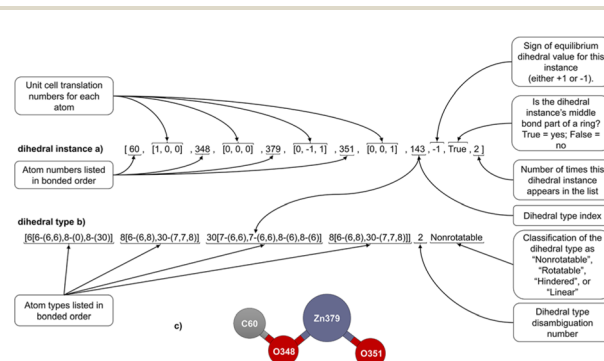 Unit cell translation
numbers for each
atom
Sign of equilibrium
dihedral value for this
instance
(either +1 or -1).
Is the dihedral
instance's middle
bond part of a ring?
True = yes; False =
no
dihedral instance a) [ 60, [1, 0, 0] , 348, [0, 0, 0] , 379, [0, -1, 1] , 351, [0, 0, 1] , 143, -1, True , 2 ]
Atom numbers listed
in bonded order
Number of times this
dihedral instance
appears in the list
Dihedral type index
dihedral type b)
[6[6-(6,6),8-(0),8-(30)] 8[6-(6,8),30-(7,7,8)] 30[7-(6,6),7-(6,6),8-(6),8-(6)] 8[6-(6,8),30-(7,7,8)]] 2 Nonrotatable
Classification of the
dihedral type as
"Nonrotatable",
"Rotatable",
"Hindered", or
"Linear"
Atom types listed in
bonded order
Dihedral type
disambiguation
number
c)
C60
Zn379
O348
O351